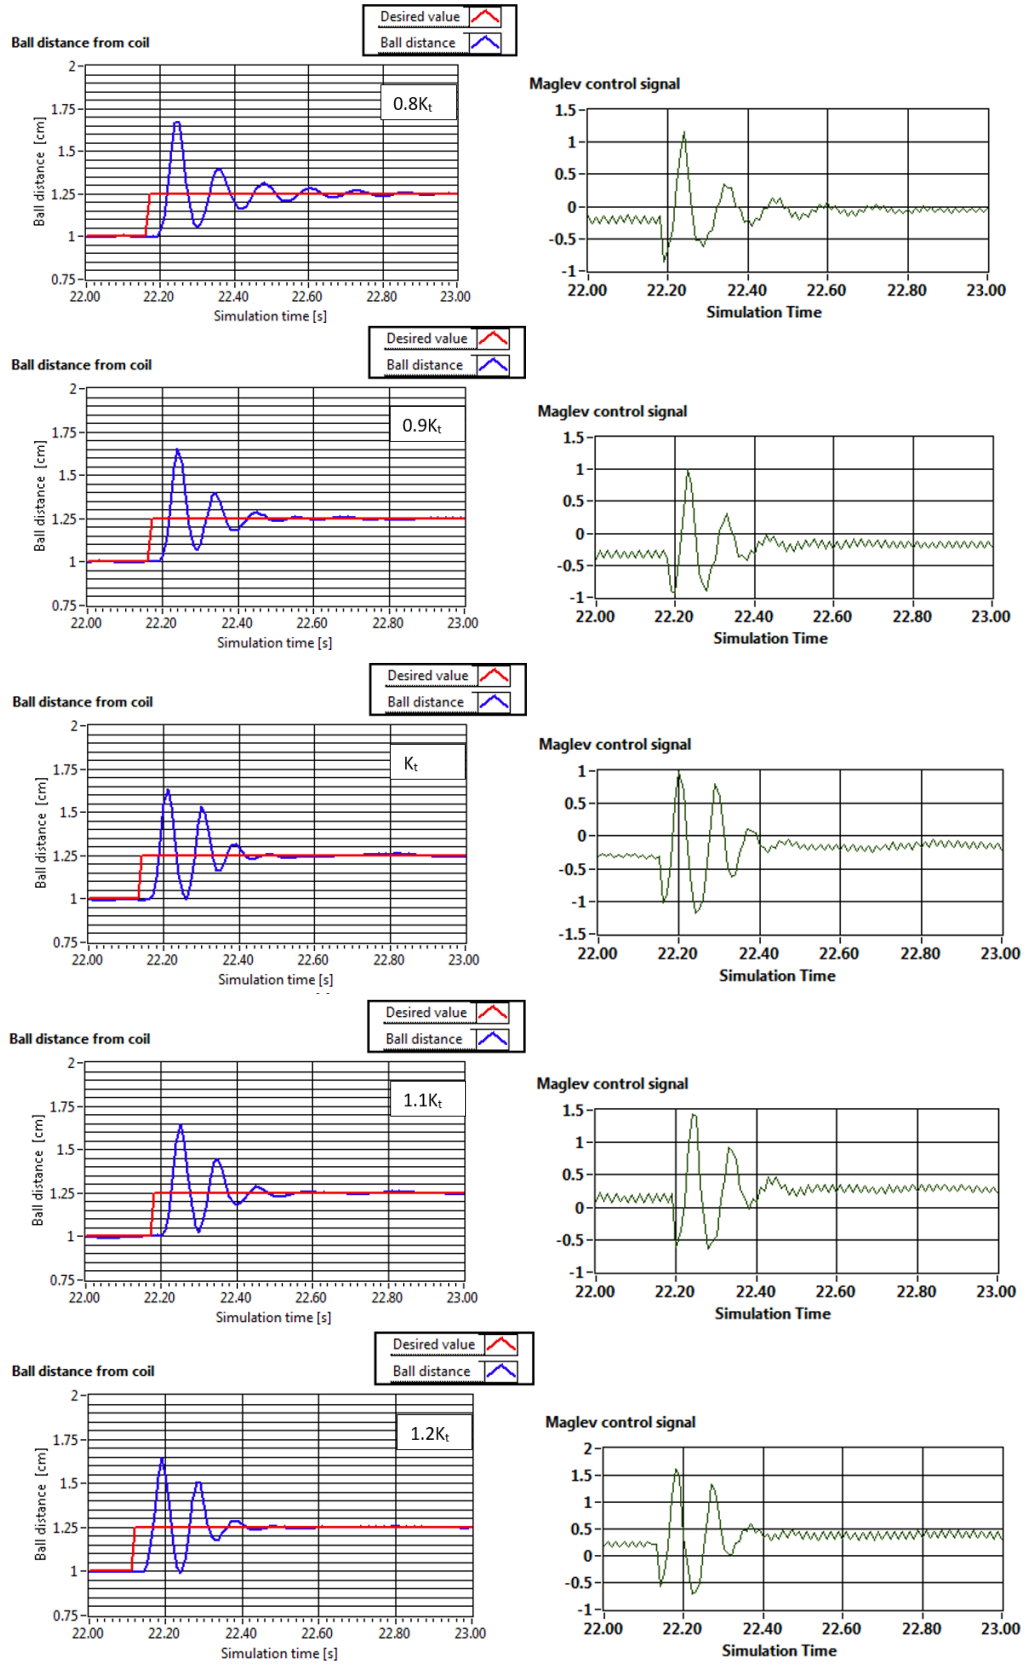 Desired value
Ball distance
Ball distance from coil
2
1.75
1.5
1.25
1
0.75
Ball distance [cm]
0.8Kt
22.00 22.20 22.40 22.60 22.80 23.00
Simulation time [s]
Maglev control signal
1.5
1
0.5
0
-0.5
-1
22.00 22.20 22.40 22.60 22.80 23.00
Simulation Time
Desired value
Ball distance
Ball distance from coil
2
1.75
1.5
1.25
1
0.75
Ball distance [cm]
0.9Kt
22.00 22.20 22.40 22.60 22.80 23.00
Simulation time [s]
Maglev control signal
1.5
1
0.5
0
-0.5
-1
22.00 22.20 22.40 22.60 22.80 23.00
Simulation Time
Desired value
Ball distance
Ball distance from coil
2
1.75
1.5
1.25
1
0.75
Ball distance [cm]
Kt
22.00 22.20 22.40 22.60 22.80 23.00
Simulation time [s]
Maglev control signal
1
0.5
0
-0.5
-1
-1.5
22.00 22.20 22.40 22.60 22.80 23.00
Simulation Time
Desired value
Ball distance
Ball distance from coil
2
1.75
1.5
1.25
1
0.75
Ball distance [cm]
1.1Kt
22.00 22.20 22.40 22.60 22.80 23.00
Simulation time [s]
Maglev control signal
1.5
1
0.5
0
-0.5
-1
22.00 22.20 22.40 22.60 22.80 23.00
Simulation Time
Desired value
Ball distance
Ball distance from coil
2
1.75
1.5
1.25
1
0.75
Ball distance [cm]
1.2Kt
22.00 22.20 22.40 22.60 22.80 23.00
Simulation time [s]
Maglev control signal
2
1.5
1
0.5
0
-0.5
-1
22.00 22.20 22.40 22.60 22.80 23.00
Simulation Time